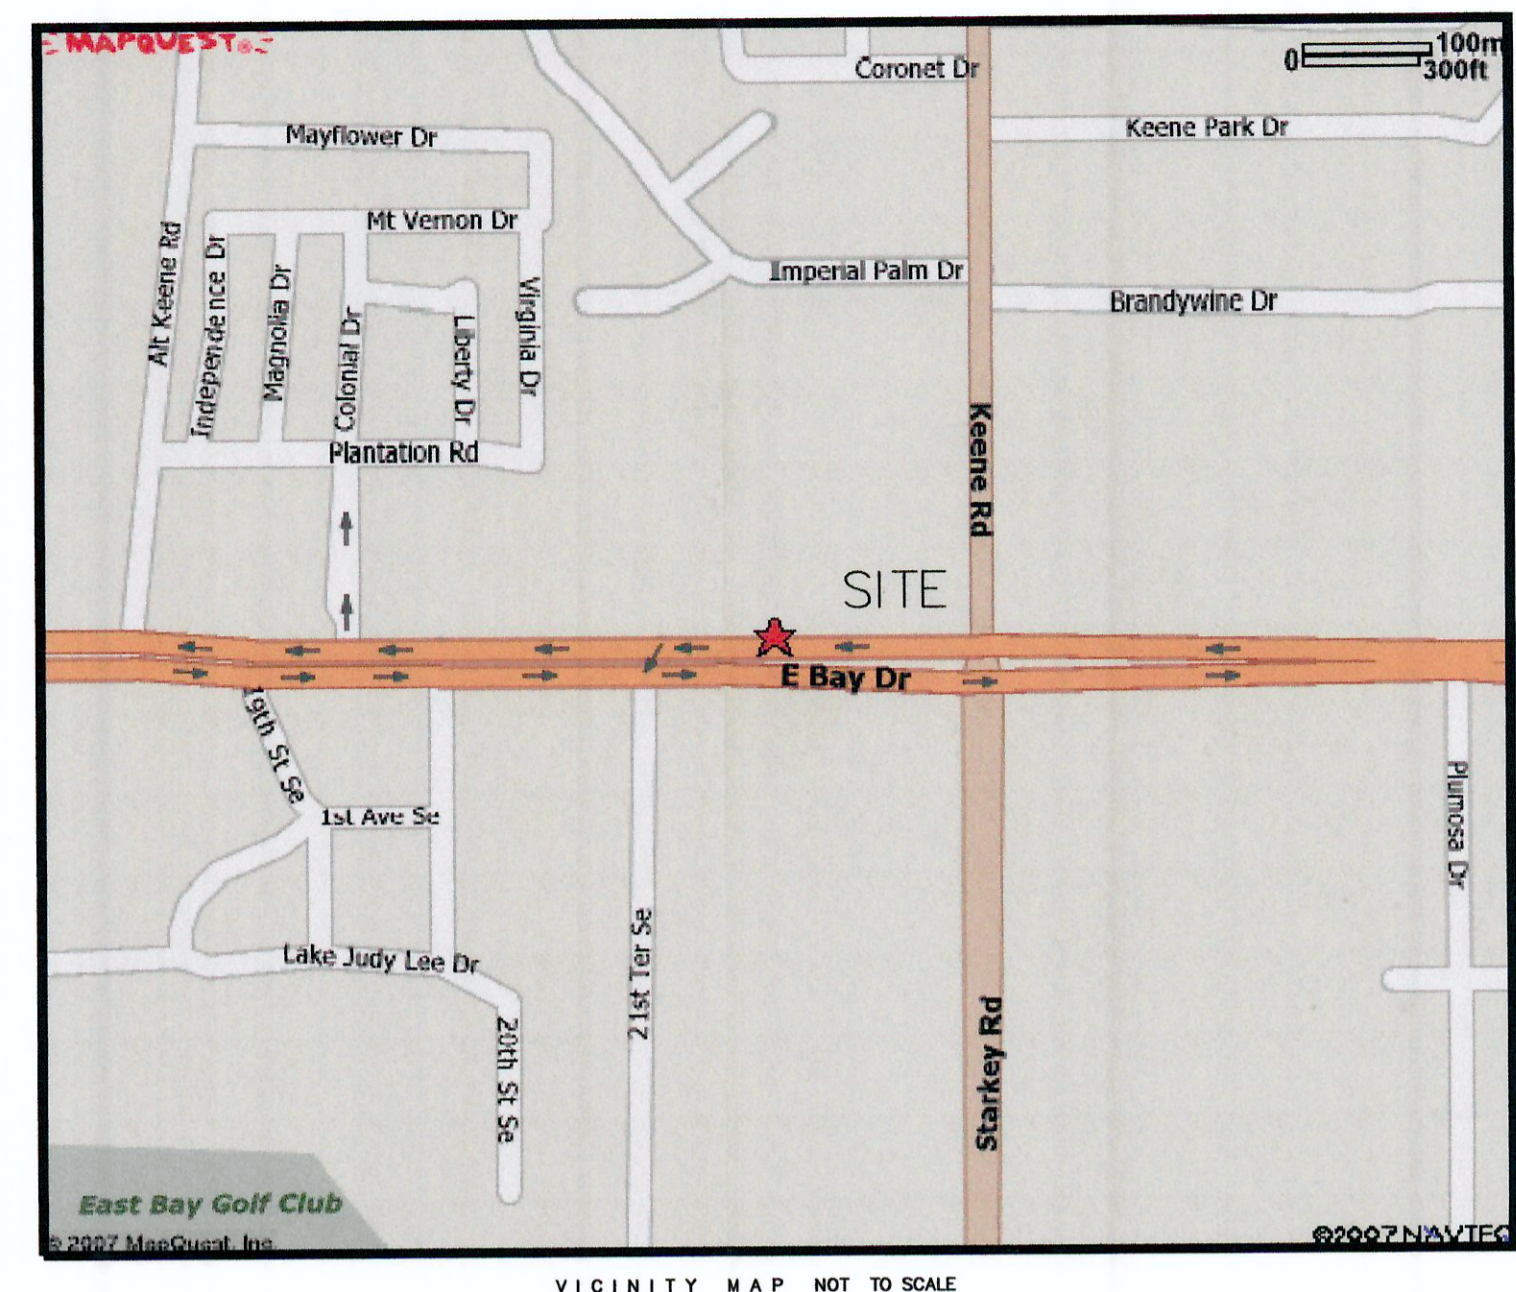 MAPQUEST
100m
0
300ft
Coronet Dr
Keene Park Dr
Mayflower Dr
Mt Vernon Dr
Alt Keene Rd
Independence Dr
Magnolia Dr
Colonial Dr
Liberty Dr
Virginia Dr
Imperial Palm Dr
Brandywine Dr
Plantation Rd
Keene Rd
SITE
E Bay Dr
19th St Se
1st Ave Se
Plumosa Dr
Lake Judy Lee Dr
21st Ter Se
20th St Se
Starkey Rd
East Bay Golf Club
© 2007 MapQuest, Inc.
©2007 NAVTEQ
VICINITY MAP NOT TO SCALE